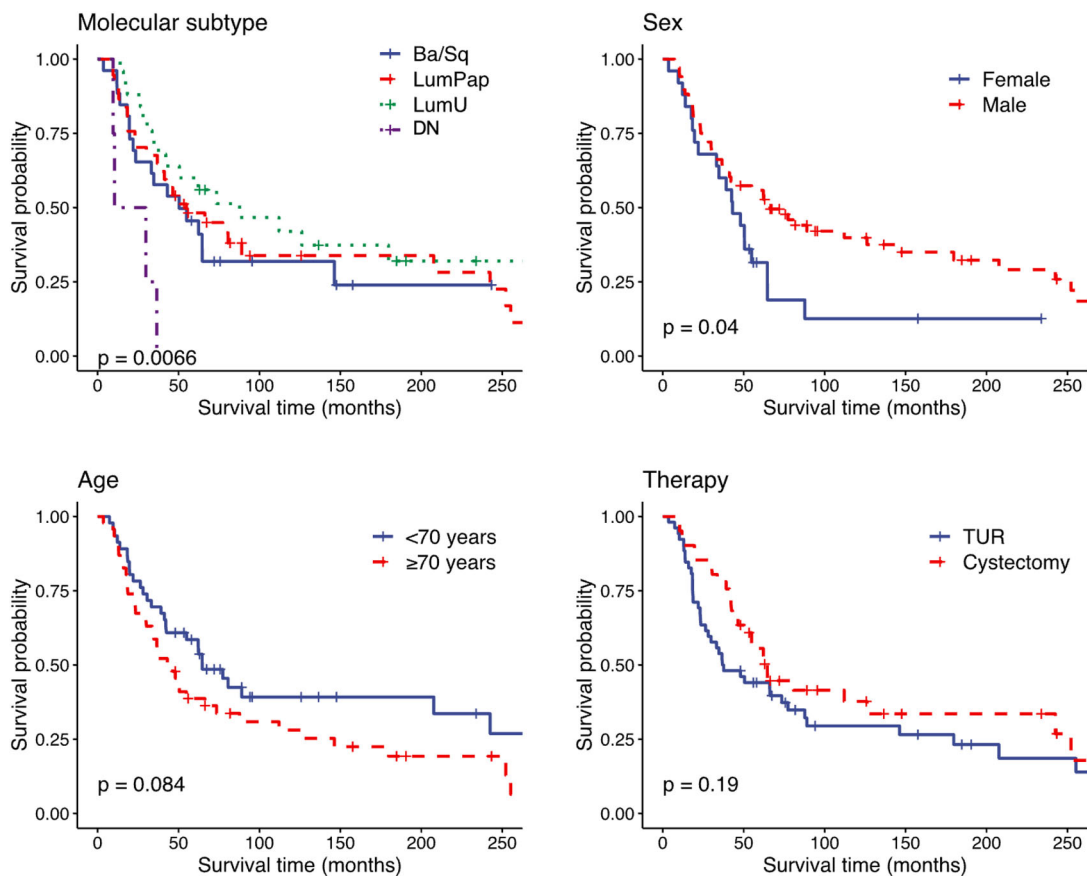 Molecular subtype
Survival probability
1.00
0.75
0.50
0.25
0.00
Ba/Sq
LumPap
LumU
DN
p = 0.0066
0 50 100 150 200 250
Survival time (months)
Sex
Survival probability
1.00
0.75
0.50
0.25
0.00
Female
Male
p = 0.04
0 50 100 150 200 250
Survival time (months)
Age
Survival probability
1.00
0.75
0.50
0.25
0.00
<70 years
≥70 years
p = 0.084
0 50 100 150 200 250
Survival time (months)
Therapy
Survival probability
1.00
0.75
0.50
0.25
0.00
TUR
Cystectomy
p = 0.19
0 50 100 150 200 250
Survival time (months)